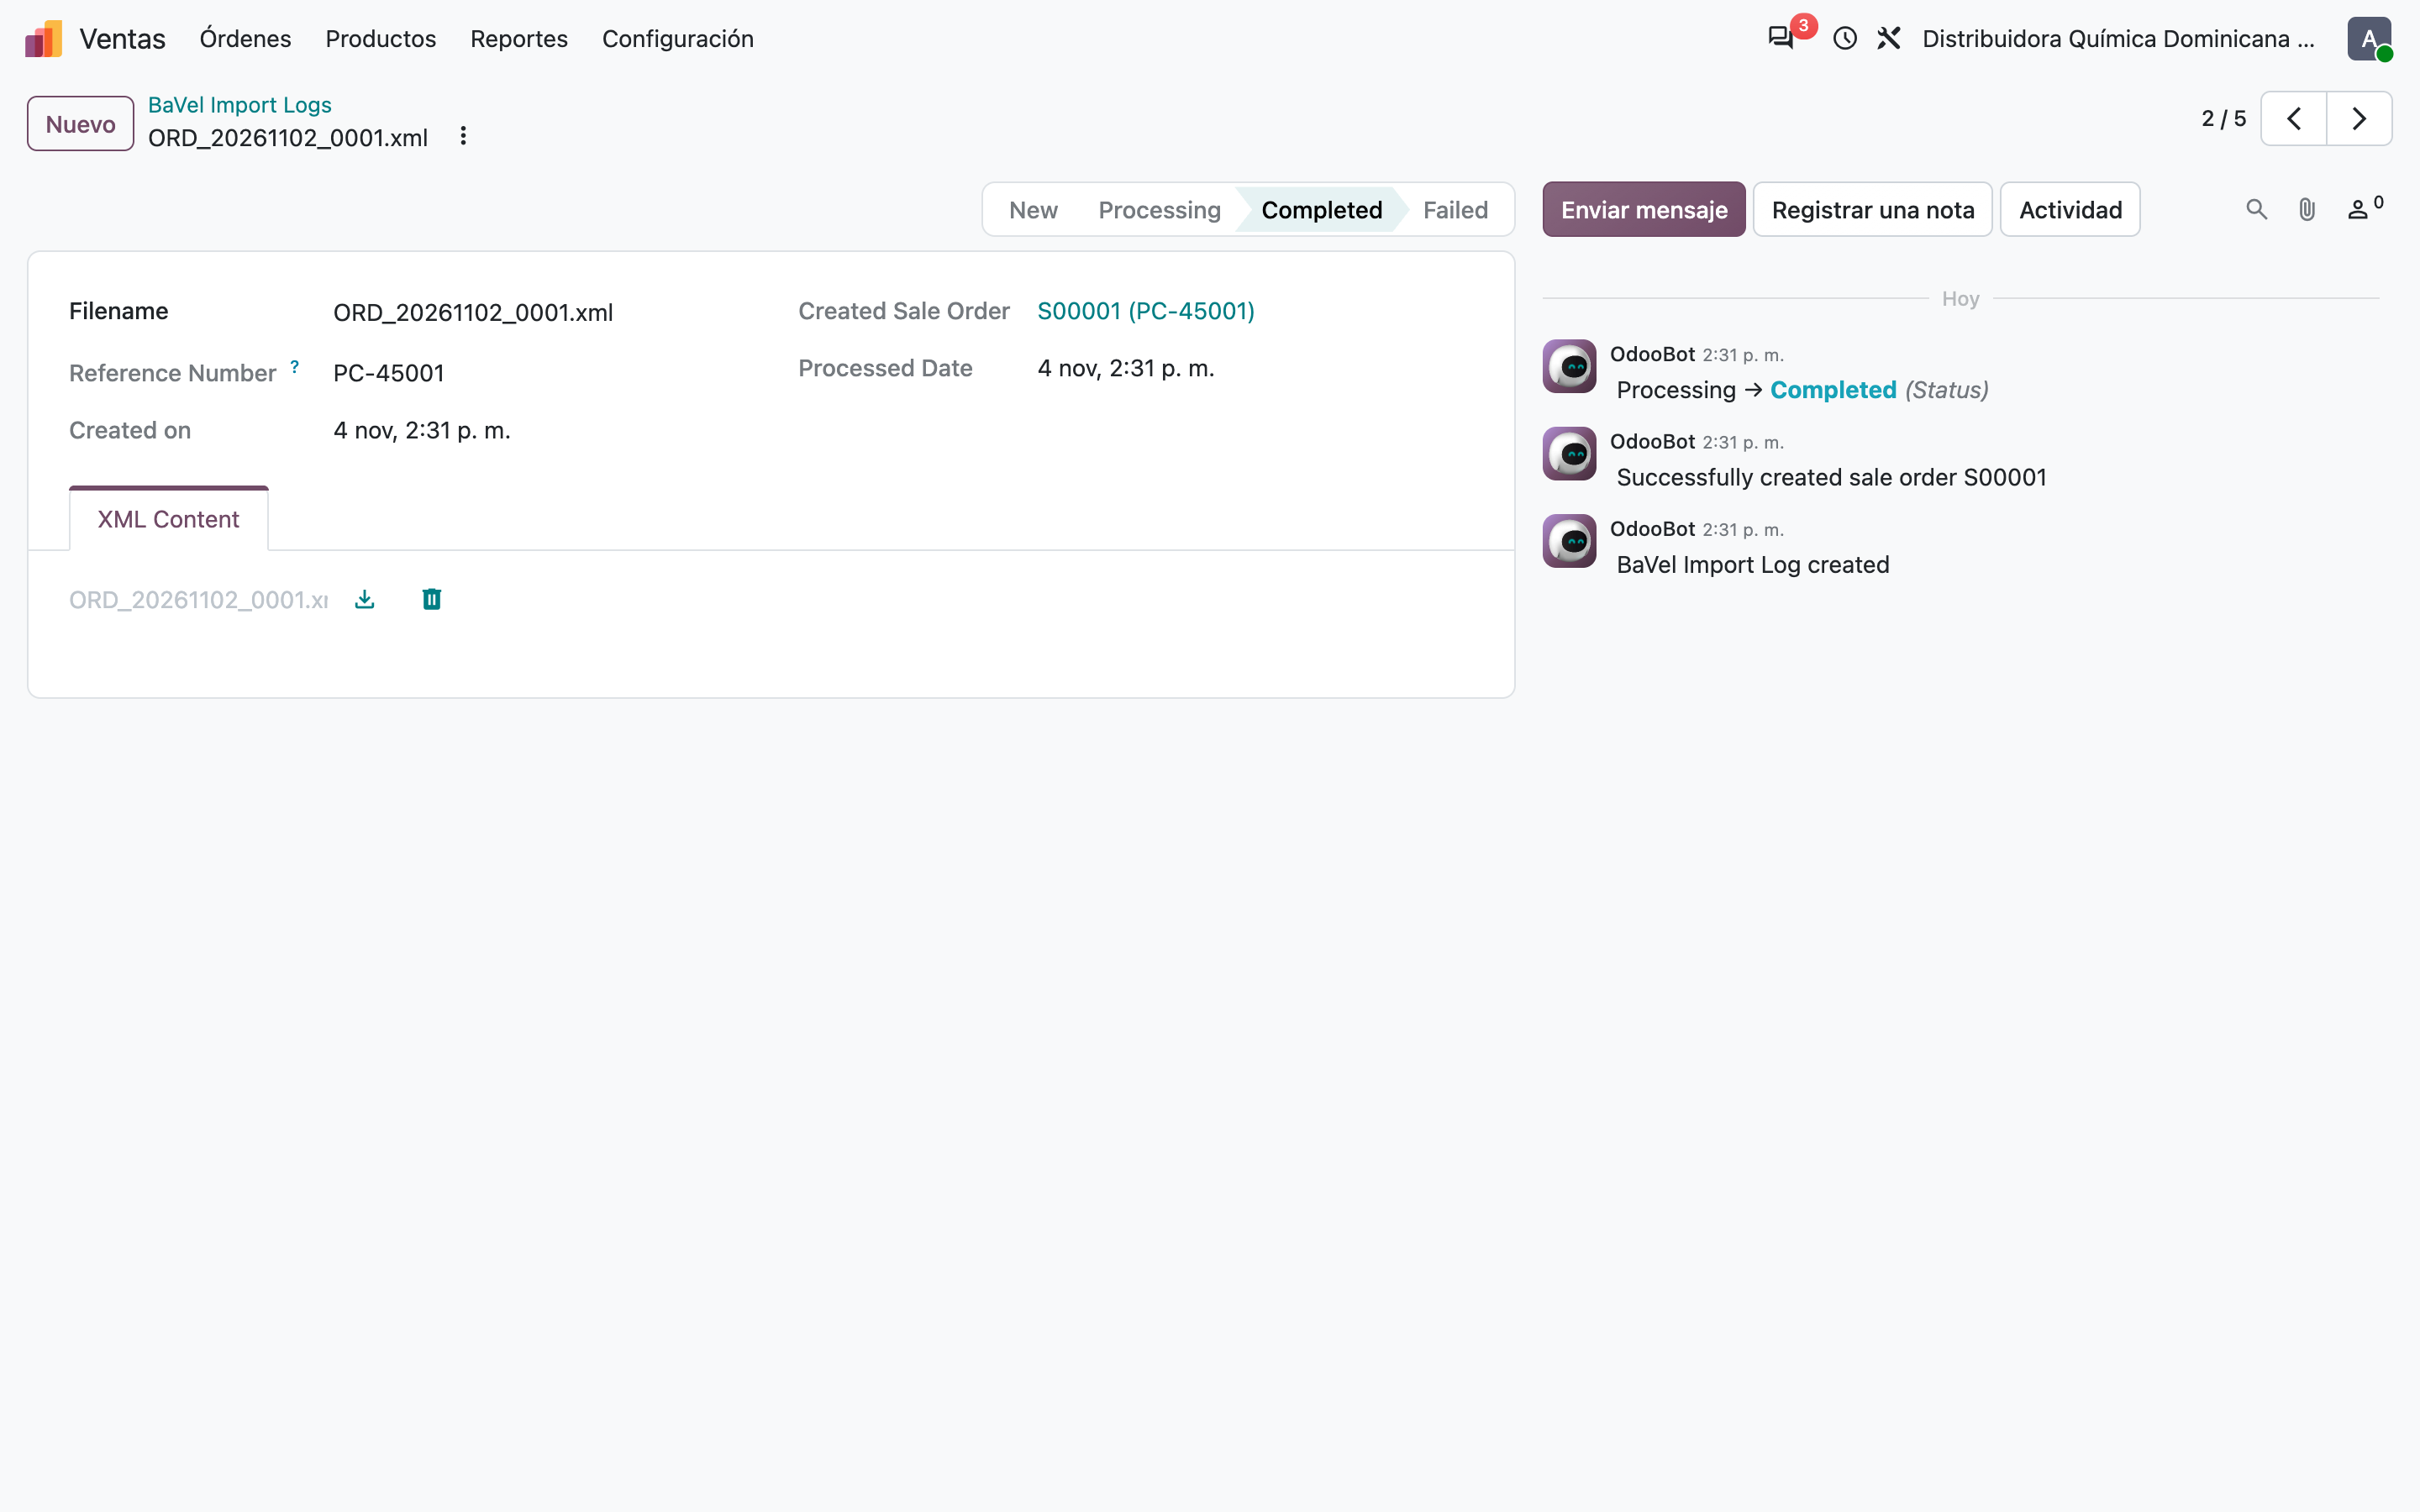 Ventas Órdenes Productos Reportes Configuración
3
Distribuidora Química Dominicana ...
A
Nuevo
BaVel Import Logs
ORD_20261102_0001.xml
2 / 5
New Processing Completed Failed
Enviar mensaje Registrar una nota Actividad
0
Filename ORD_20261102_0001.xml
Reference Number ? PC-45001
Created on 4 nov, 2:31 p. m.
Created Sale Order S00001 (PC-45001)
Processed Date 4 nov, 2:31 p. m.
XML Content
ORD_20261102_0001.x
Hoy
OdooBot 2:31 p. m.
Processing → Completed (Status)
OdooBot 2:31 p. m.
Successfully created sale order S00001
OdooBot 2:31 p. m.
BaVel Import Log created